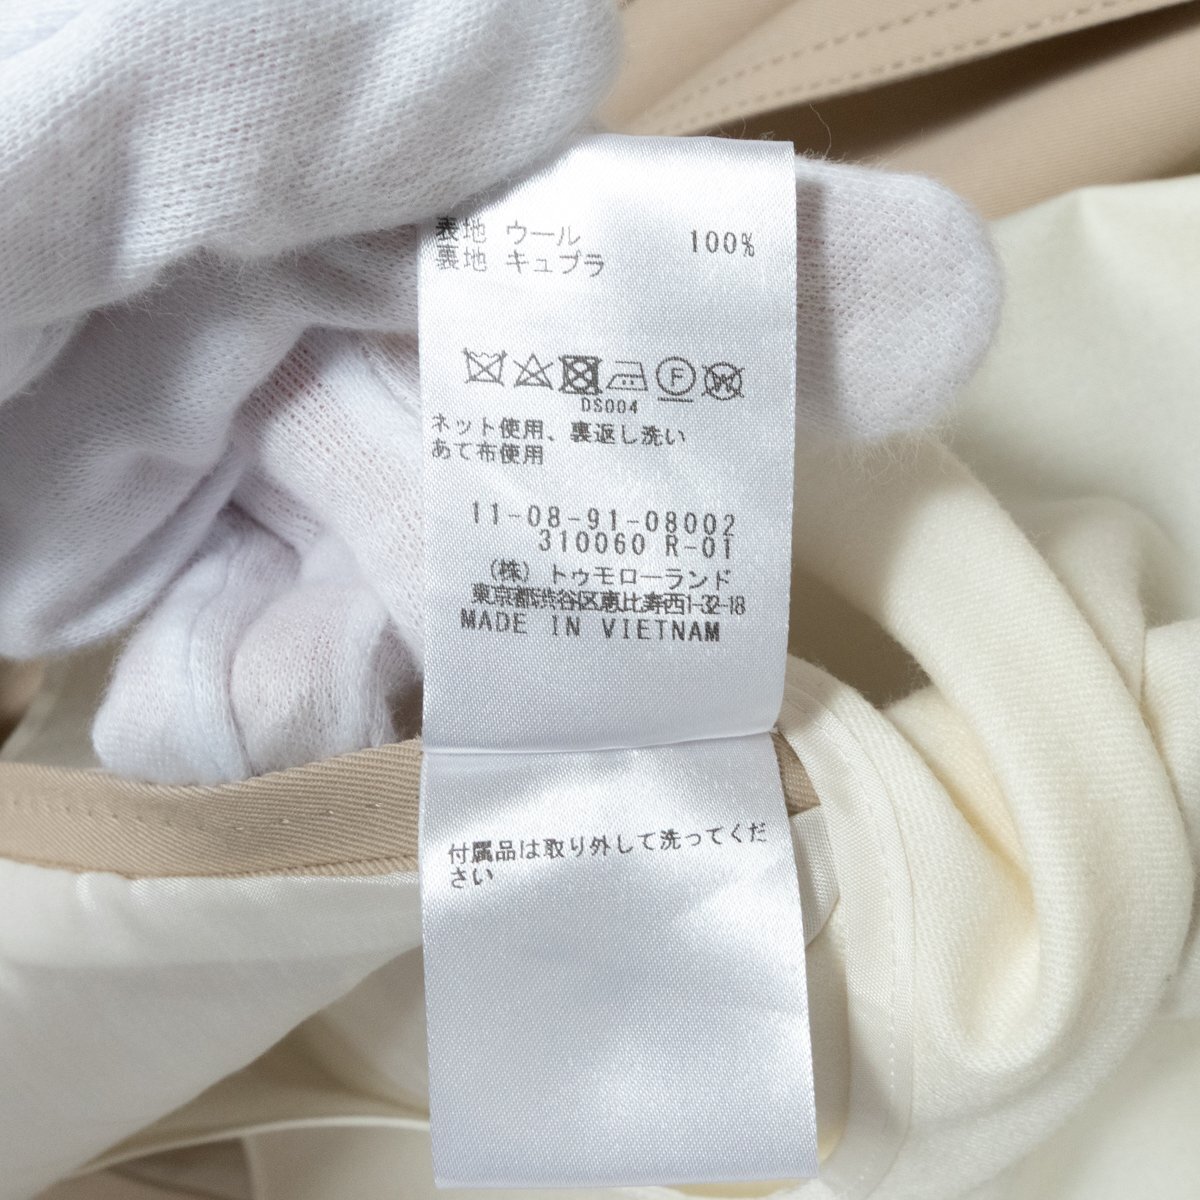 表地 ウール 100%
裏地 キュプラ
F W
DS004
ネット使用、裏返し洗い
あて布使用
11-08-91-08002
310060 R-01
(株) トゥモローランド
東京都渋谷区恵比寿西1-32-18
MADE IN VIETNAM
付属品は取り外して洗ってくだ
さい